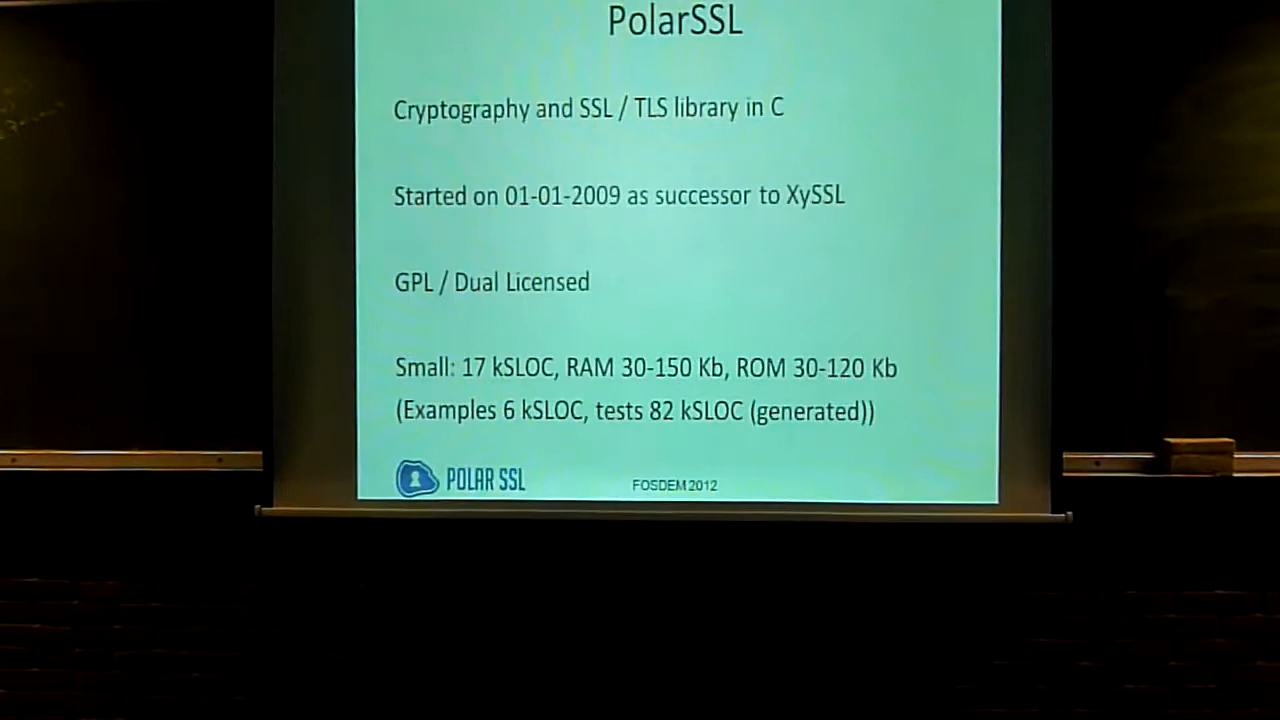 PolarSSL
Cryptography and SSL / TLS library in C
Started on 01-01-2009 as successor to XySSL
GPL / Dual Licensed
Small: 17 kSLOC, RAM 30-150 Kb, ROM 30-120 Kb
(Examples 6 kSLOC, tests 82 kSLOC (generated))
POLAR SSL
FOSDEM 2012